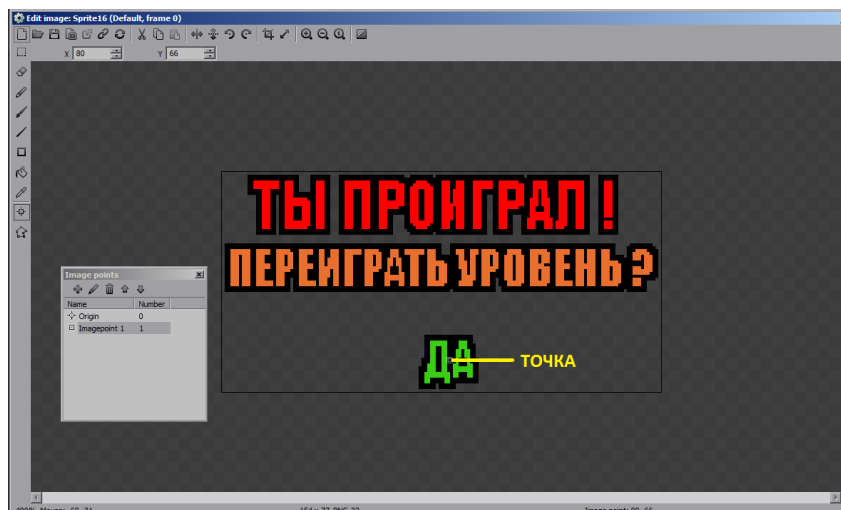 Edit image: Sprite16 (Default, frame 0)
X 80 Y 66
ТЫ ПРОИГРАЛ !
ПЕРЕИГРАТЬ УРОВЕНЬ ?
Image points
Name Number
Origin 0
Imagepoint 1 1
ДА
ТОЧКА